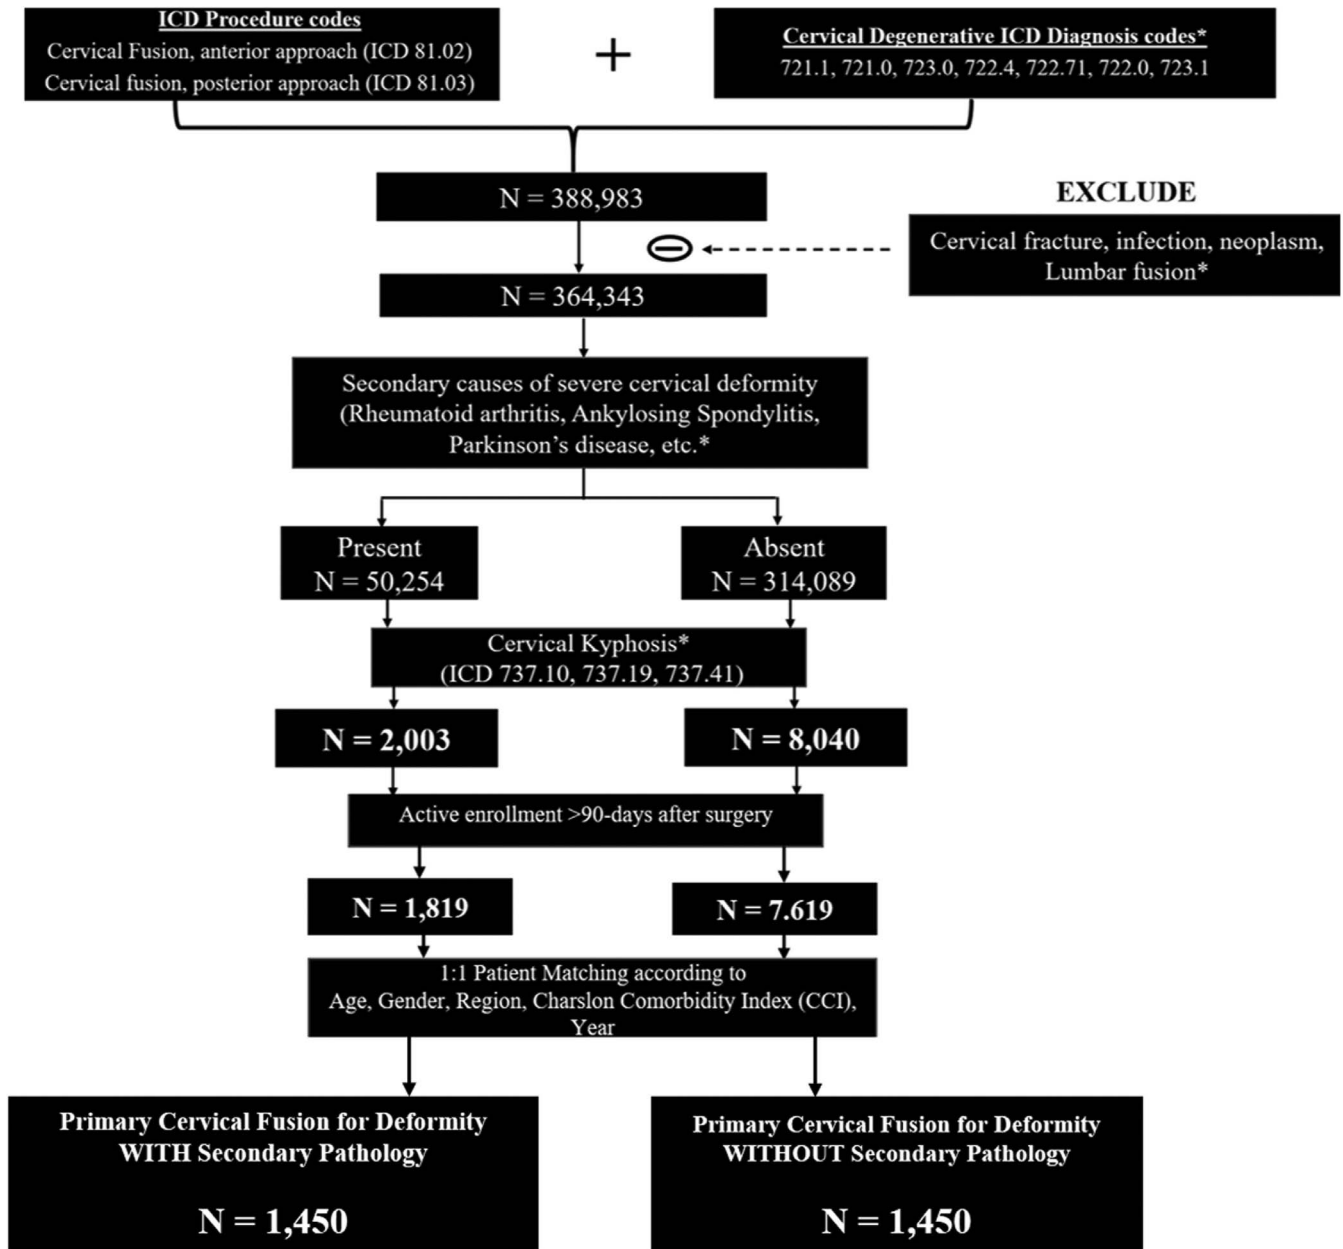 ICD Procedure codes
Cervical Fusion, anterior approach (ICD 81.02)
Cervical fusion, posterior approach (ICD 81.03)
+
Cervical Degenerative ICD Diagnosis codes*
721.1, 721.0, 723.0, 722.4, 722.71, 722.0, 723.1
N = 388,983
EXCLUDE
Cervical fracture, infection, neoplasm,
Lumbar fusion*
N = 364,343
Secondary causes of severe cervical deformity
(Rheumatoid arthritis, Ankylosing Spondylitis,
Parkinson’s disease, etc.*
Present
N = 50,254
Absent
N = 314,089
Cervical Kyphosis*
(ICD 737.10, 737.19, 737.41)
N = 2,003
N = 8,040
Active enrollment >90-days after surgery
N = 1,819
N = 7.619
1:1 Patient Matching according to
Age, Gender, Region, Charslon Comorbidity Index (CCI),
Year
Primary Cervical Fusion for Deformity
WITH Secondary Pathology
N = 1,450
Primary Cervical Fusion for Deformity
WITHOUT Secondary Pathology
N = 1,450